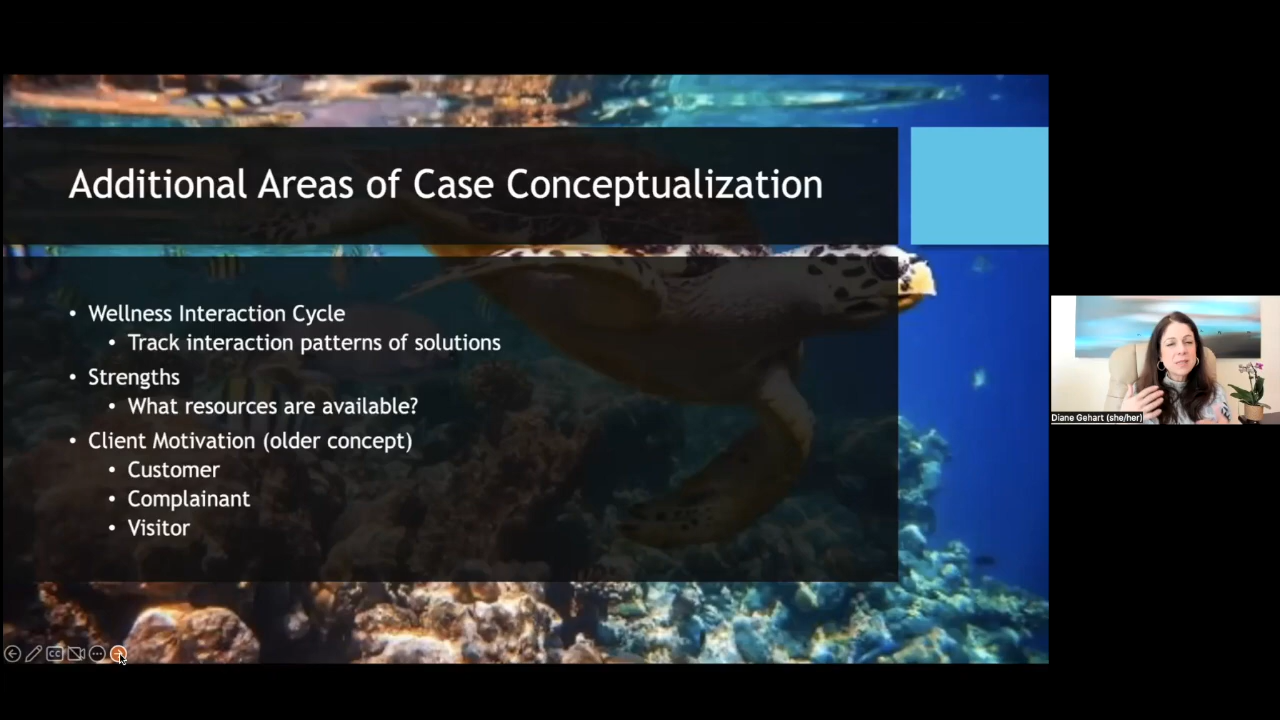 Additional Areas of Case Conceptualization
• Wellness Interaction Cycle
• Track interaction patterns of solutions
• Strengths
• What resources are available?
• Client Motivation (older concept)
• Customer
• Complainant
• Visitor
CC
Diane Gehart (she/her)